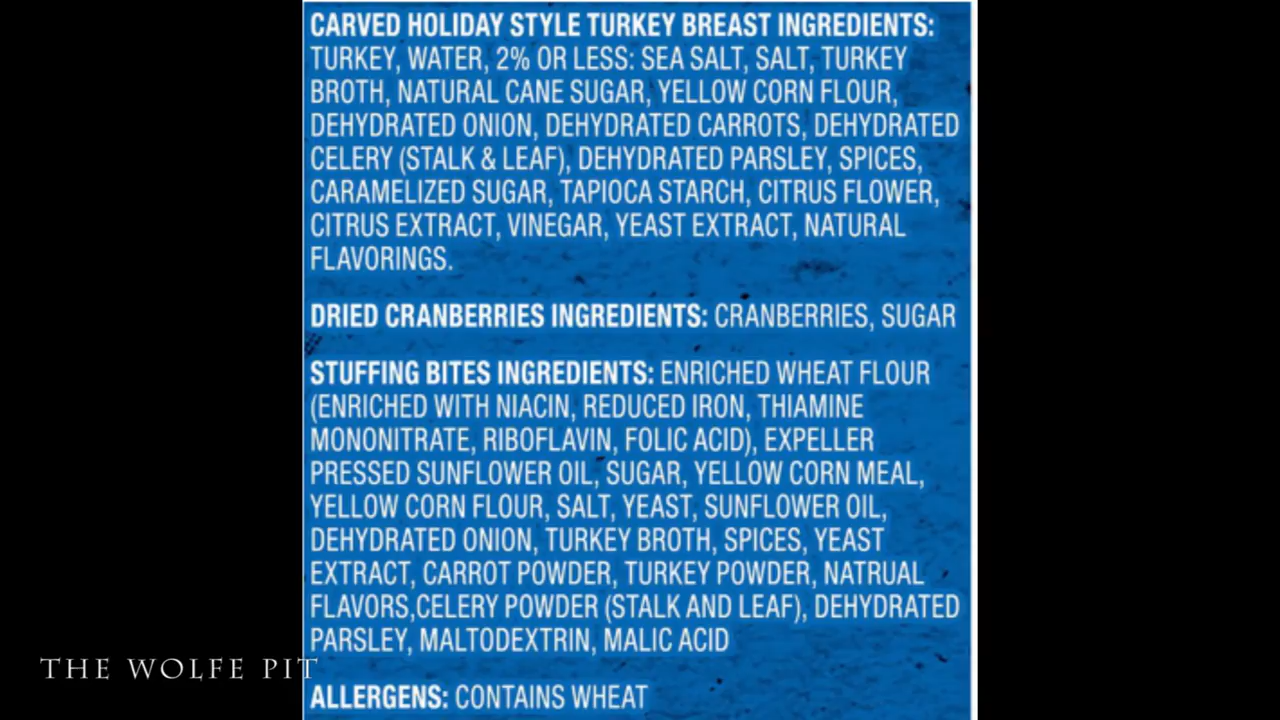 CARVED HOLIDAY STYLE TURKEY BREAST INGREDIENTS:
TURKEY, WATER, 2% OR LESS: SEA SALT, SALT, TURKEY
BROTH, NATURAL CANE SUGAR, YELLOW CORN FLOUR,
DEHYDRATED ONION, DEHYDRATED CARROTS, DEHYDRATED
CELERY (STALK & LEAF), DEHYDRATED PARSLEY, SPICES,
CARAMELIZED SUGAR, TAPIOCA STARCH, CITRUS FLOWER,
CITRUS EXTRACT, VINEGAR, YEAST EXTRACT, NATURAL
FLAVORINGS.
DRIED CRANBERRIES INGREDIENTS: CRANBERRIES, SUGAR
STUFFING BITES INGREDIENTS: ENRICHED WHEAT FLOUR
(ENRICHED WITH NIACIN, REDUCED IRON, THIAMINE
MONONITRATE, RIBOFLAVIN, FOLIC ACID), EXPELLER
PRESSED SUNFLOWER OIL, SUGAR, YELLOW CORN MEAL,
YELLOW CORN FLOUR, SALT, YEAST, SUNFLOWER OIL,
DEHYDRATED ONION, TURKEY BROTH, SPICES, YEAST
EXTRACT, CARROT POWDER, TURKEY POWDER, NATRUAL
FLAVORS,CELERY POWDER (STALK AND LEAF), DEHYDRATED
PARSLEY, MALTODEXTRIN, MALIC ACID
THE WOLFE PIT
ALLERGENS: CONTAINS WHEAT